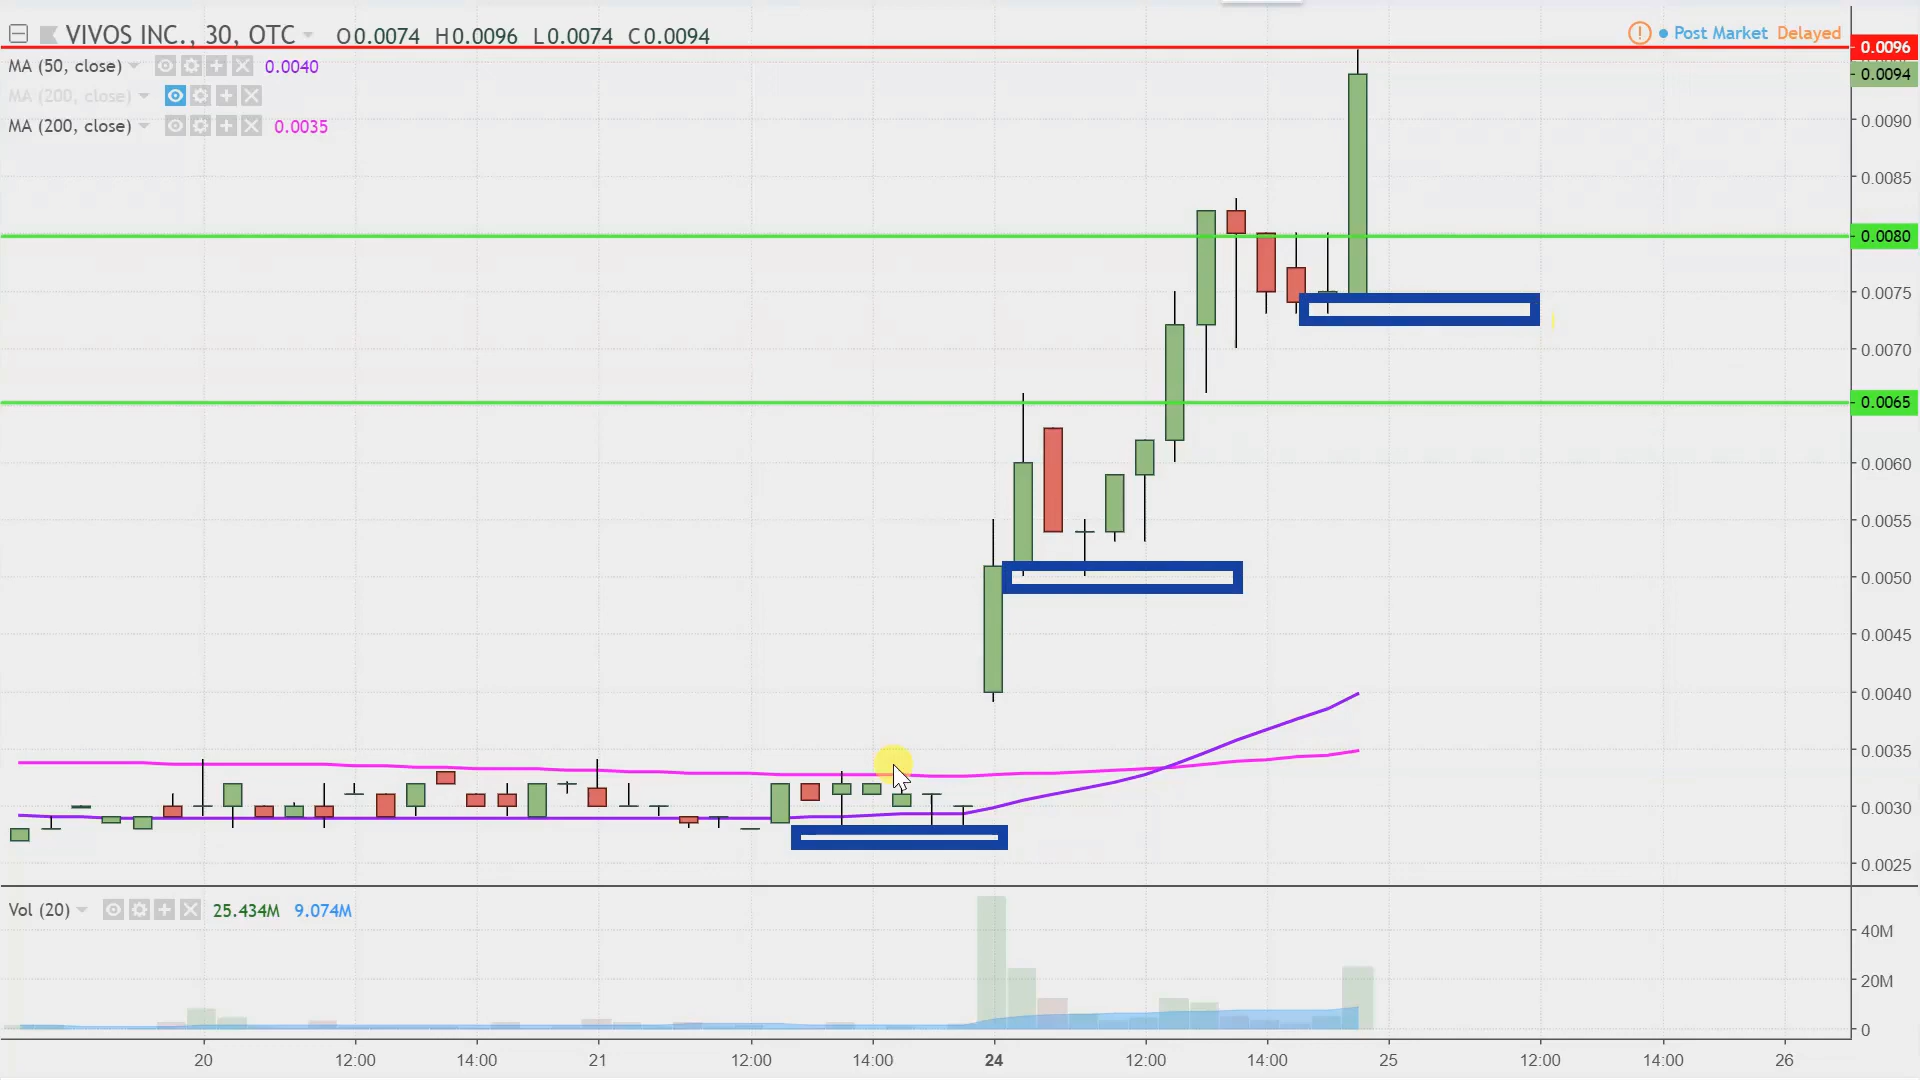 VIVOS INC., 30, OTC O0.0074 H0.0096 L0.0074 C0.0094
Post Market Delayed
MA (50, close) 0.0040
MA (200, close)
MA (200, close) 0.0035
0.0096
0.0094
0.0090
0.0085
0.0080
0.0075
0.0070
0.0065
0.0060
0.0055
0.0050
0.0045
0.0040
0.0035
0.0030
0.0025
Vol (20) 25.434M 9.074M
40M
20M
0
20 12:00 14:00 21 12:00 14:00 24 12:00 14:00 25 12:00 14:00 26